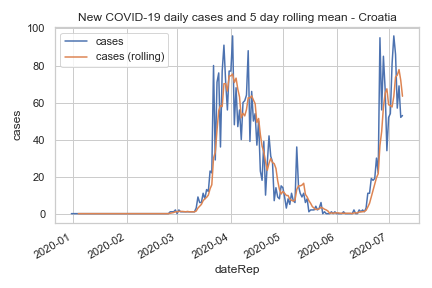 New COVID-19 daily cases and 5 day rolling mean - Croatia
100
80
60
40
20
0
cases
cases
cases (rolling)
2020-01
2020-02
2020-03
2020-04
2020-05
2020-06
2020-07
dateRep